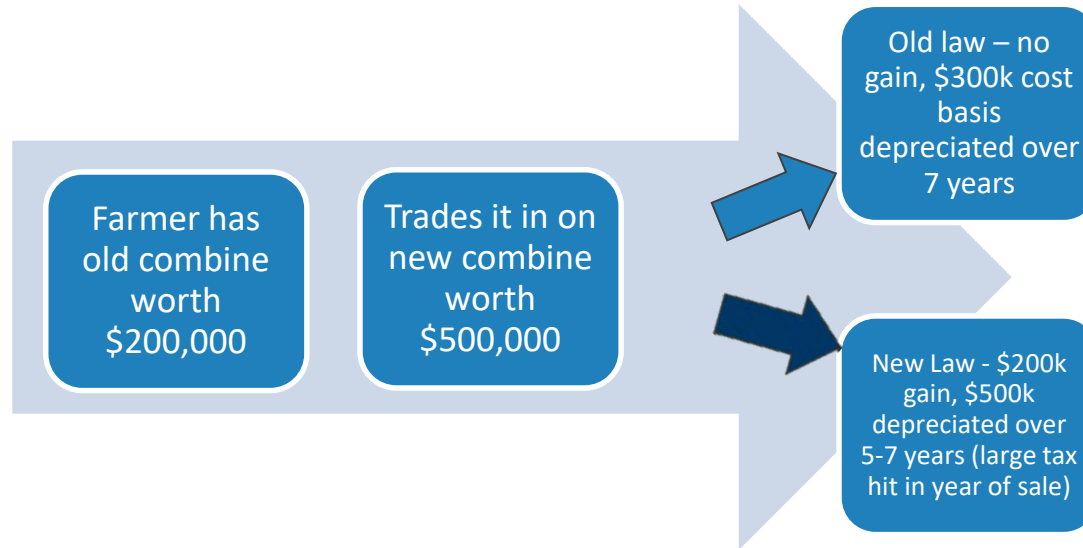 Farmer has
old combine
worth
$200,000
Trades it in on
new combine
worth
$500,000
Old law – no
gain, $300k cost
basis
depreciated over
7 years
New Law - $200k
gain, $500k
depreciated over
5-7 years (large tax
hit in year of sale)